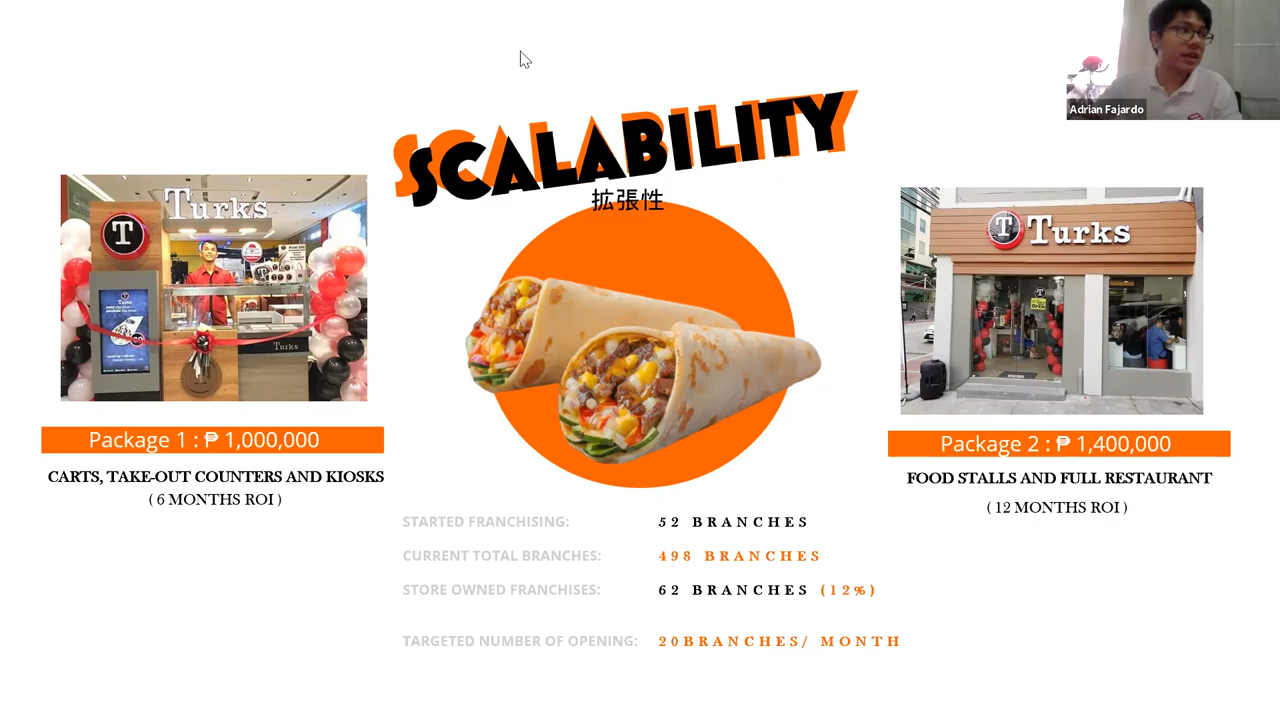 Adrian Fajardo
SCALABILITY
拡張性
Turks
T
Turks
Turks
T Turks
Package 1 : ₱ 1,000,000
CARTS, TAKE-OUT COUNTERS AND KIOSKS
( 6 MONTHS ROI )
Package 2 : ₱ 1,400,000
FOOD STALLS AND FULL RESTAURANT
( 12 MONTHS ROI )
STARTED FRANCHISING: 52 BRANCHES
CURRENT TOTAL BRANCHES: 498 BRANCHES
STORE OWNED FRANCHISES: 62 BRANCHES (12%)
TARGETED NUMBER OF OPENING: 20BRANCHES/ MONTH